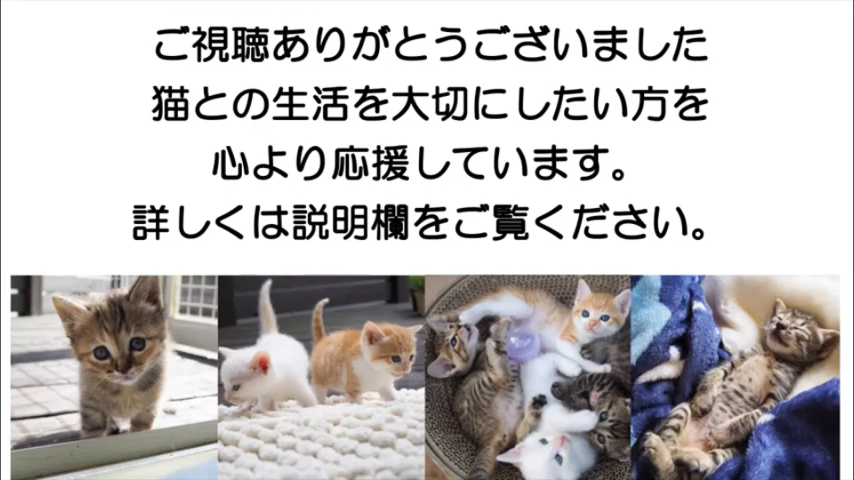 ご視聴ありがとうございました
猫との生活を大切にしたい方を
心より応援しています。
詳しくは説明欄をご覧ください。